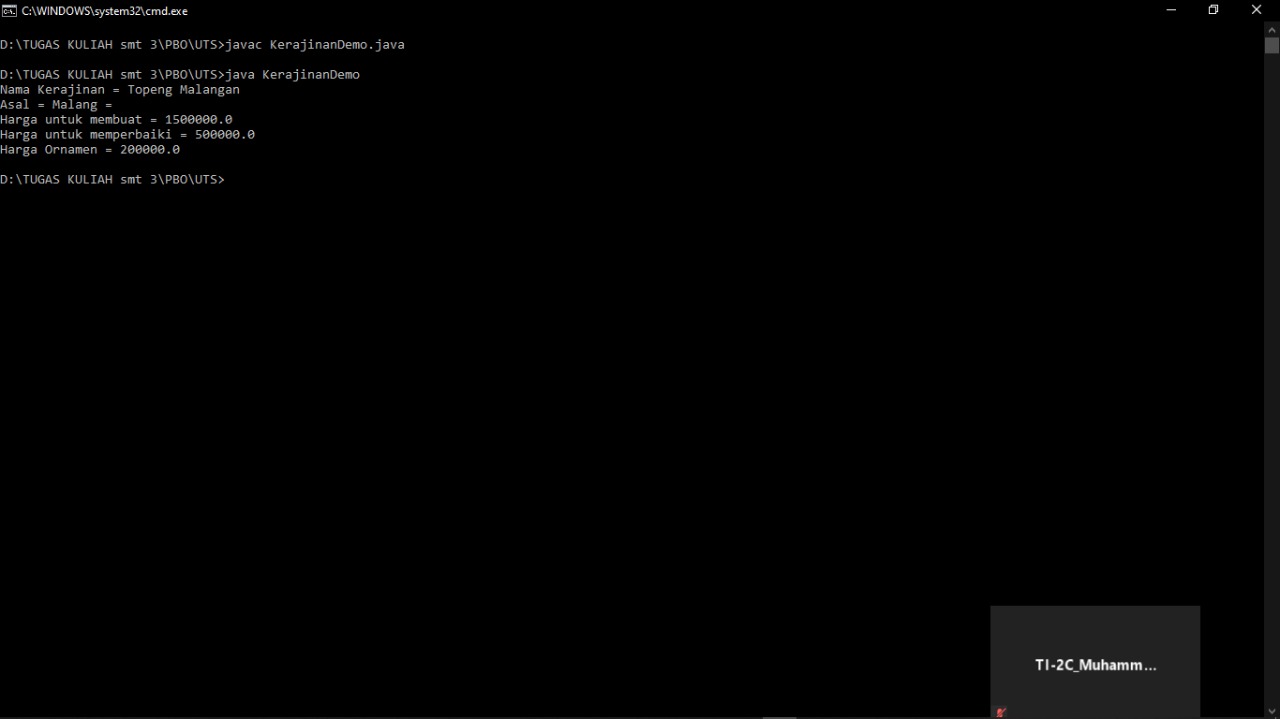 C:\WINDOWS\system32\cmd.exe
D:\TUGAS KULIAH smt 3\PBO\UTS>javac KerajinanDemo.java
D:\TUGAS KULIAH smt 3\PBO\UTS>java KerajinanDemo
Nama Kerajinan = Topeng Malangan
Asal = Malang =
Harga untuk membuat = 1500000.0
Harga untuk memperbaiki = 500000.0
Harga Ornamen = 200000.0
D:\TUGAS KULIAH smt 3\PBO\UTS>
TI-2C_Muhamm...